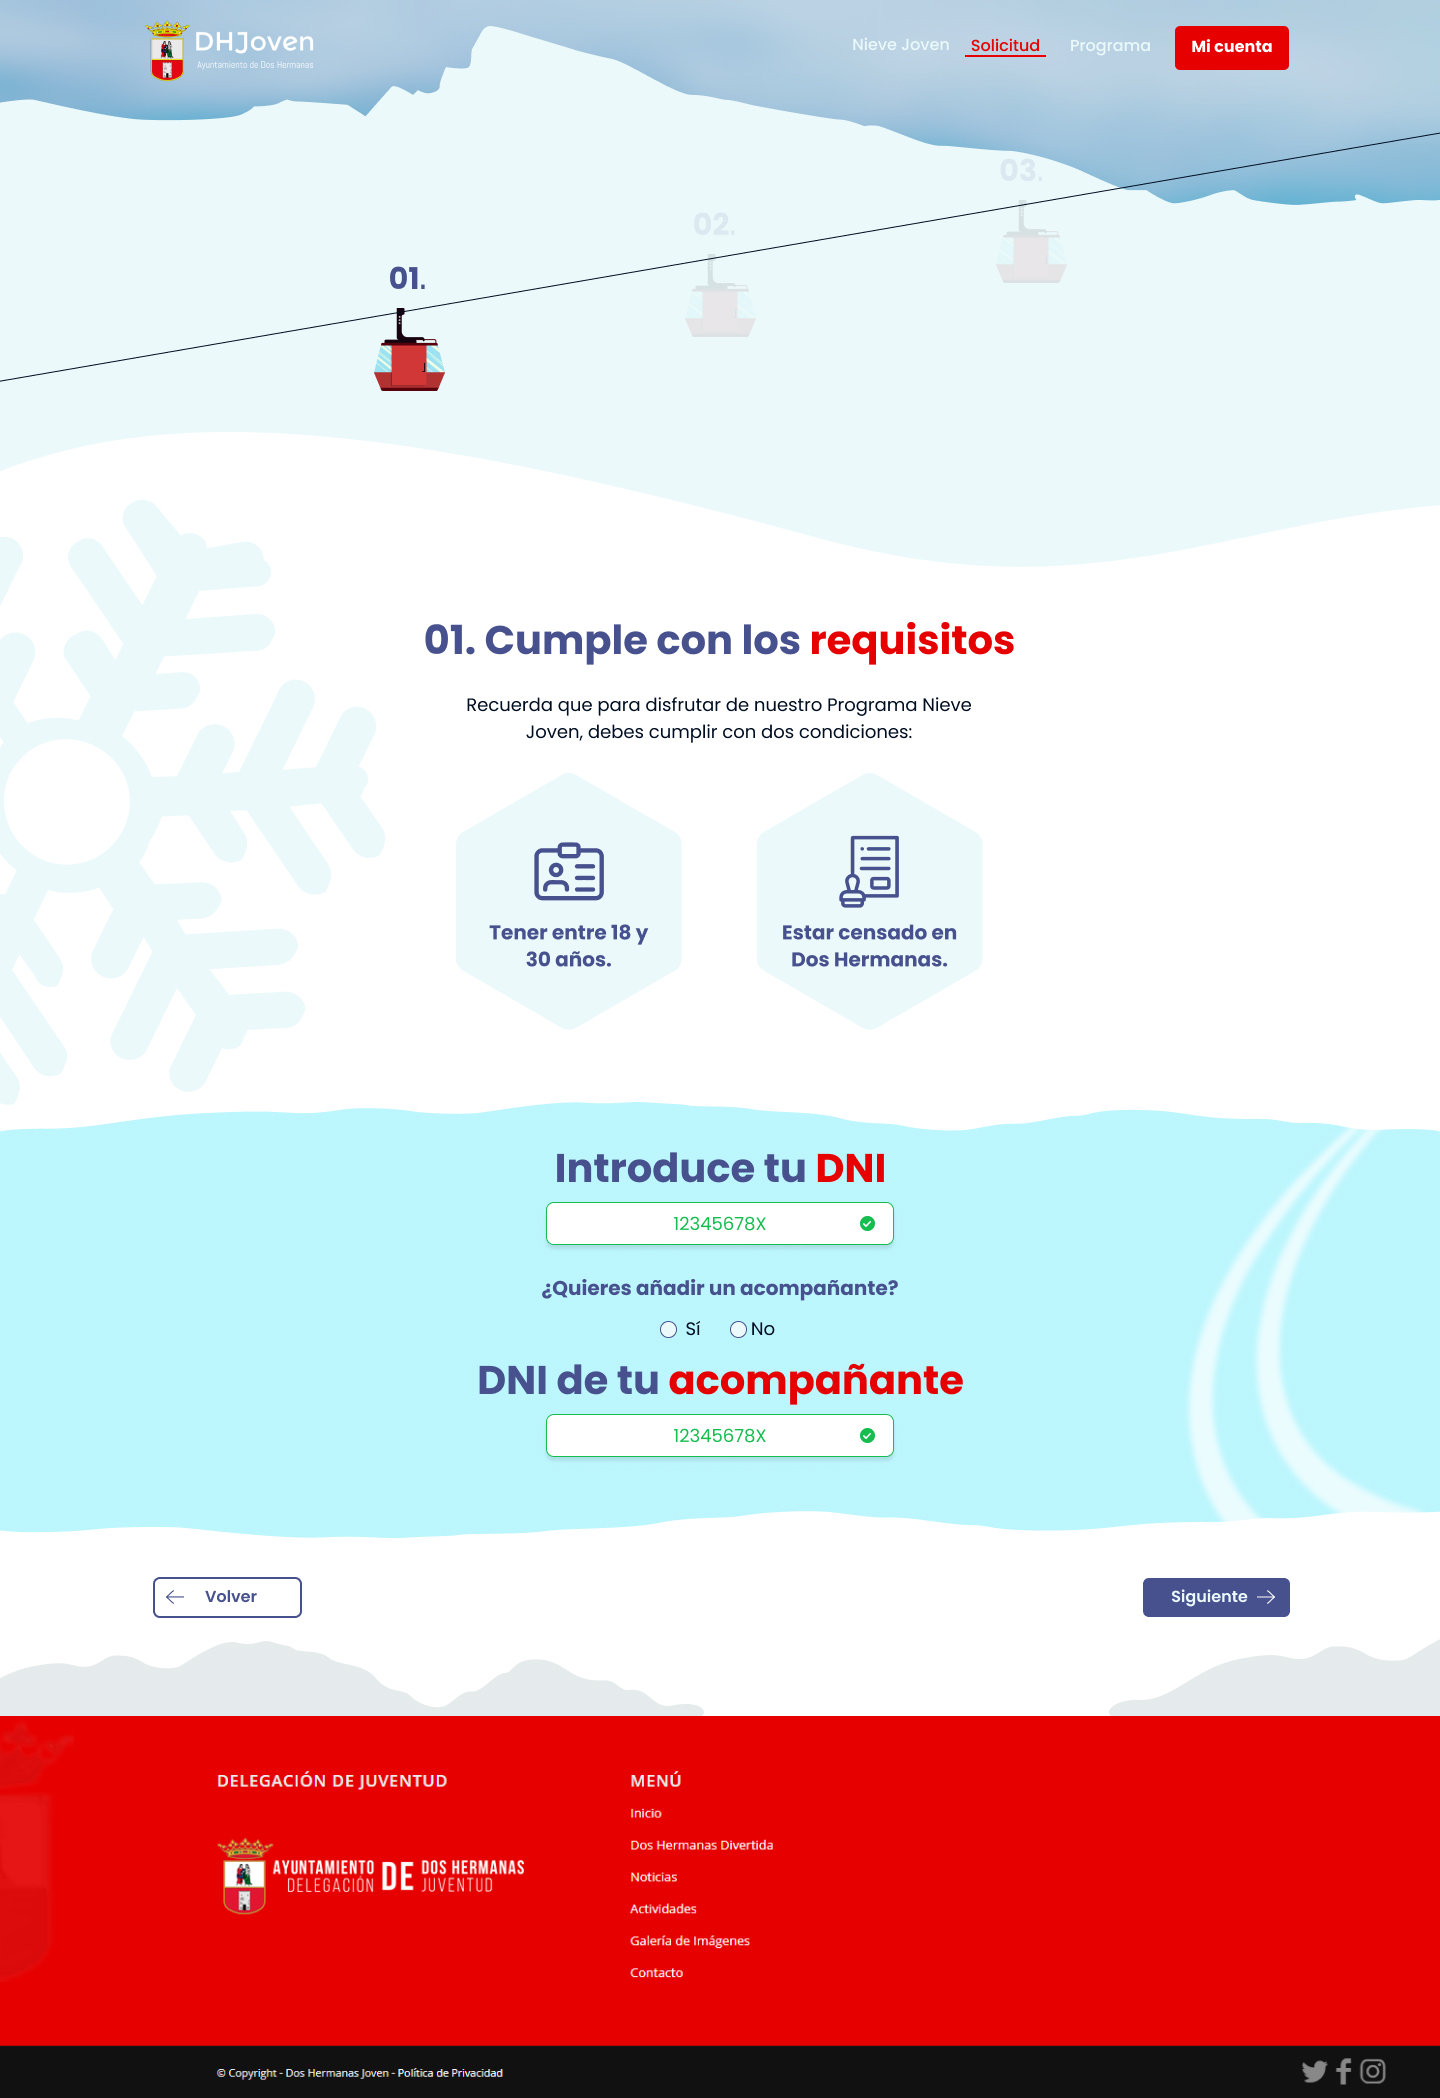 DHJoven
Ayuntamiento de Dos Hermanas
Nieve Joven
Solicitud
Programa
Mi cuenta
03.
02.
01.
01. Cumple con los requisitos
Recuerda que para disfrutar de nuestro Programa Nieve
Joven, debes cumplir con dos condiciones:
Tener entre 18 y
30 años.
Estar censado en
Dos Hermanas.
Introduce tu DNI
12345678X
¿Quieres añadir un acompañante?
Sí
No
DNI de tu acompañante
12345678X
Volver
Siguiente
DELEGACIÓN DE JUVENTUD
AYUNTAMIENTO DE DOS HERMANAS
DELEGACIÓN JUVENTUD
MENÚ
Inicio
Dos Hermanas Divertida
Noticias
Actividades
Galería de Imágenes
Contacto
© Copyright - Dos Hermanas Joven - Política de Privacidad